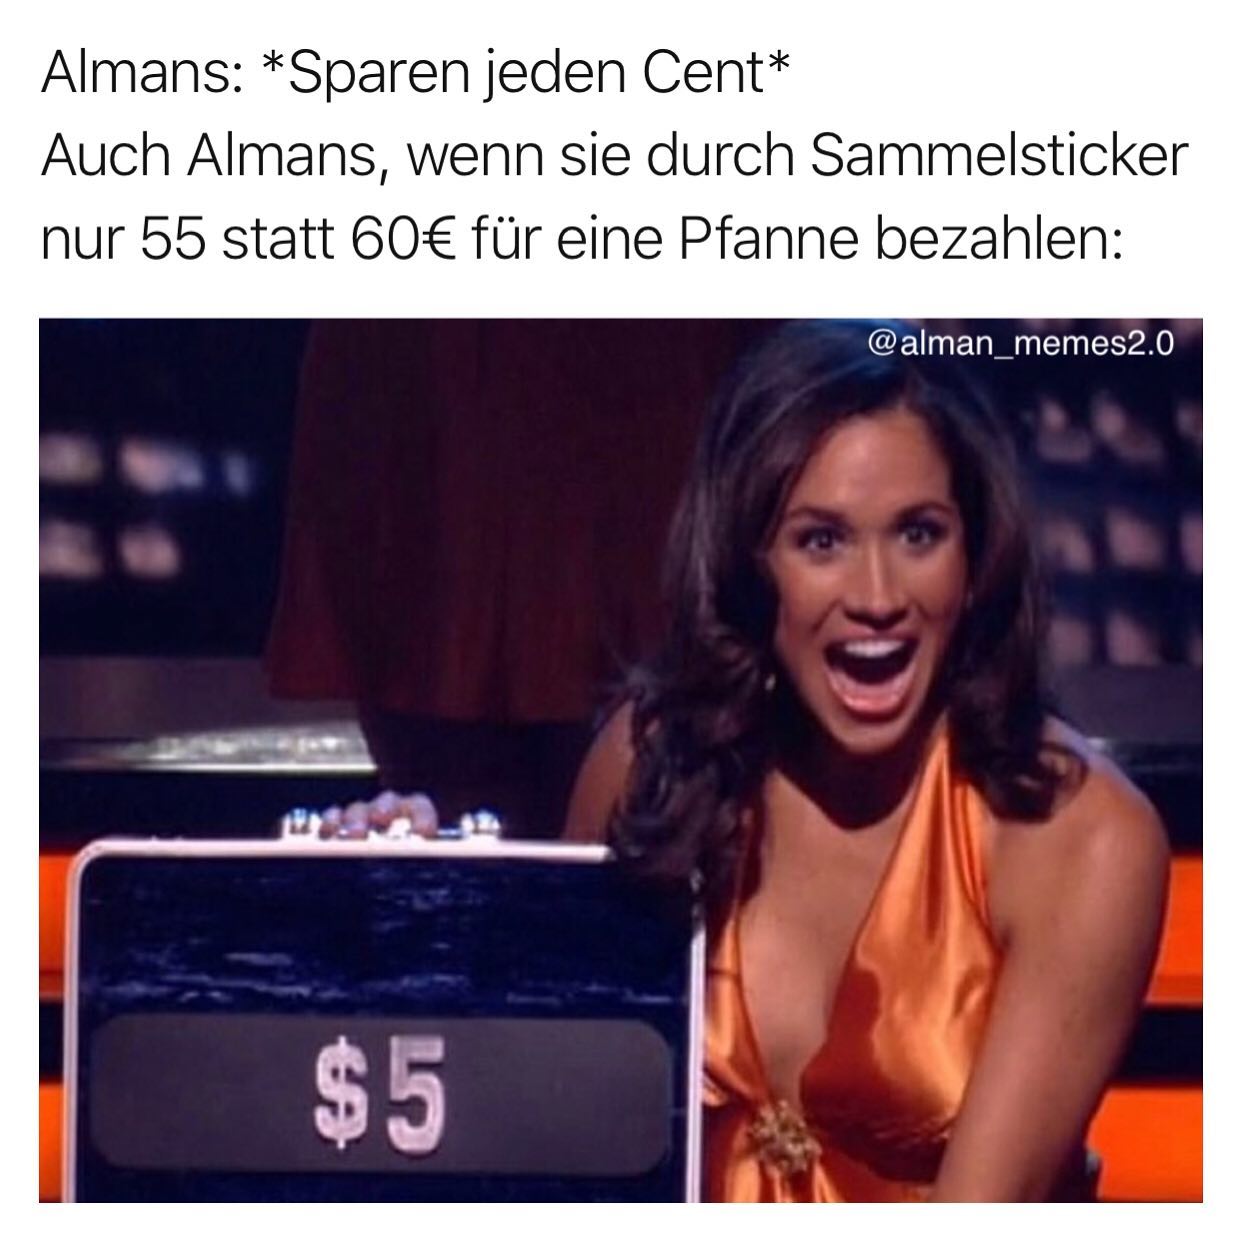 Almans: *Sparen jeden Cent*
Auch Almans, wenn sie durch Sammelsticker
nur 55 statt 60€ für eine Pfanne bezahlen:
@alman_memes2.0
$5